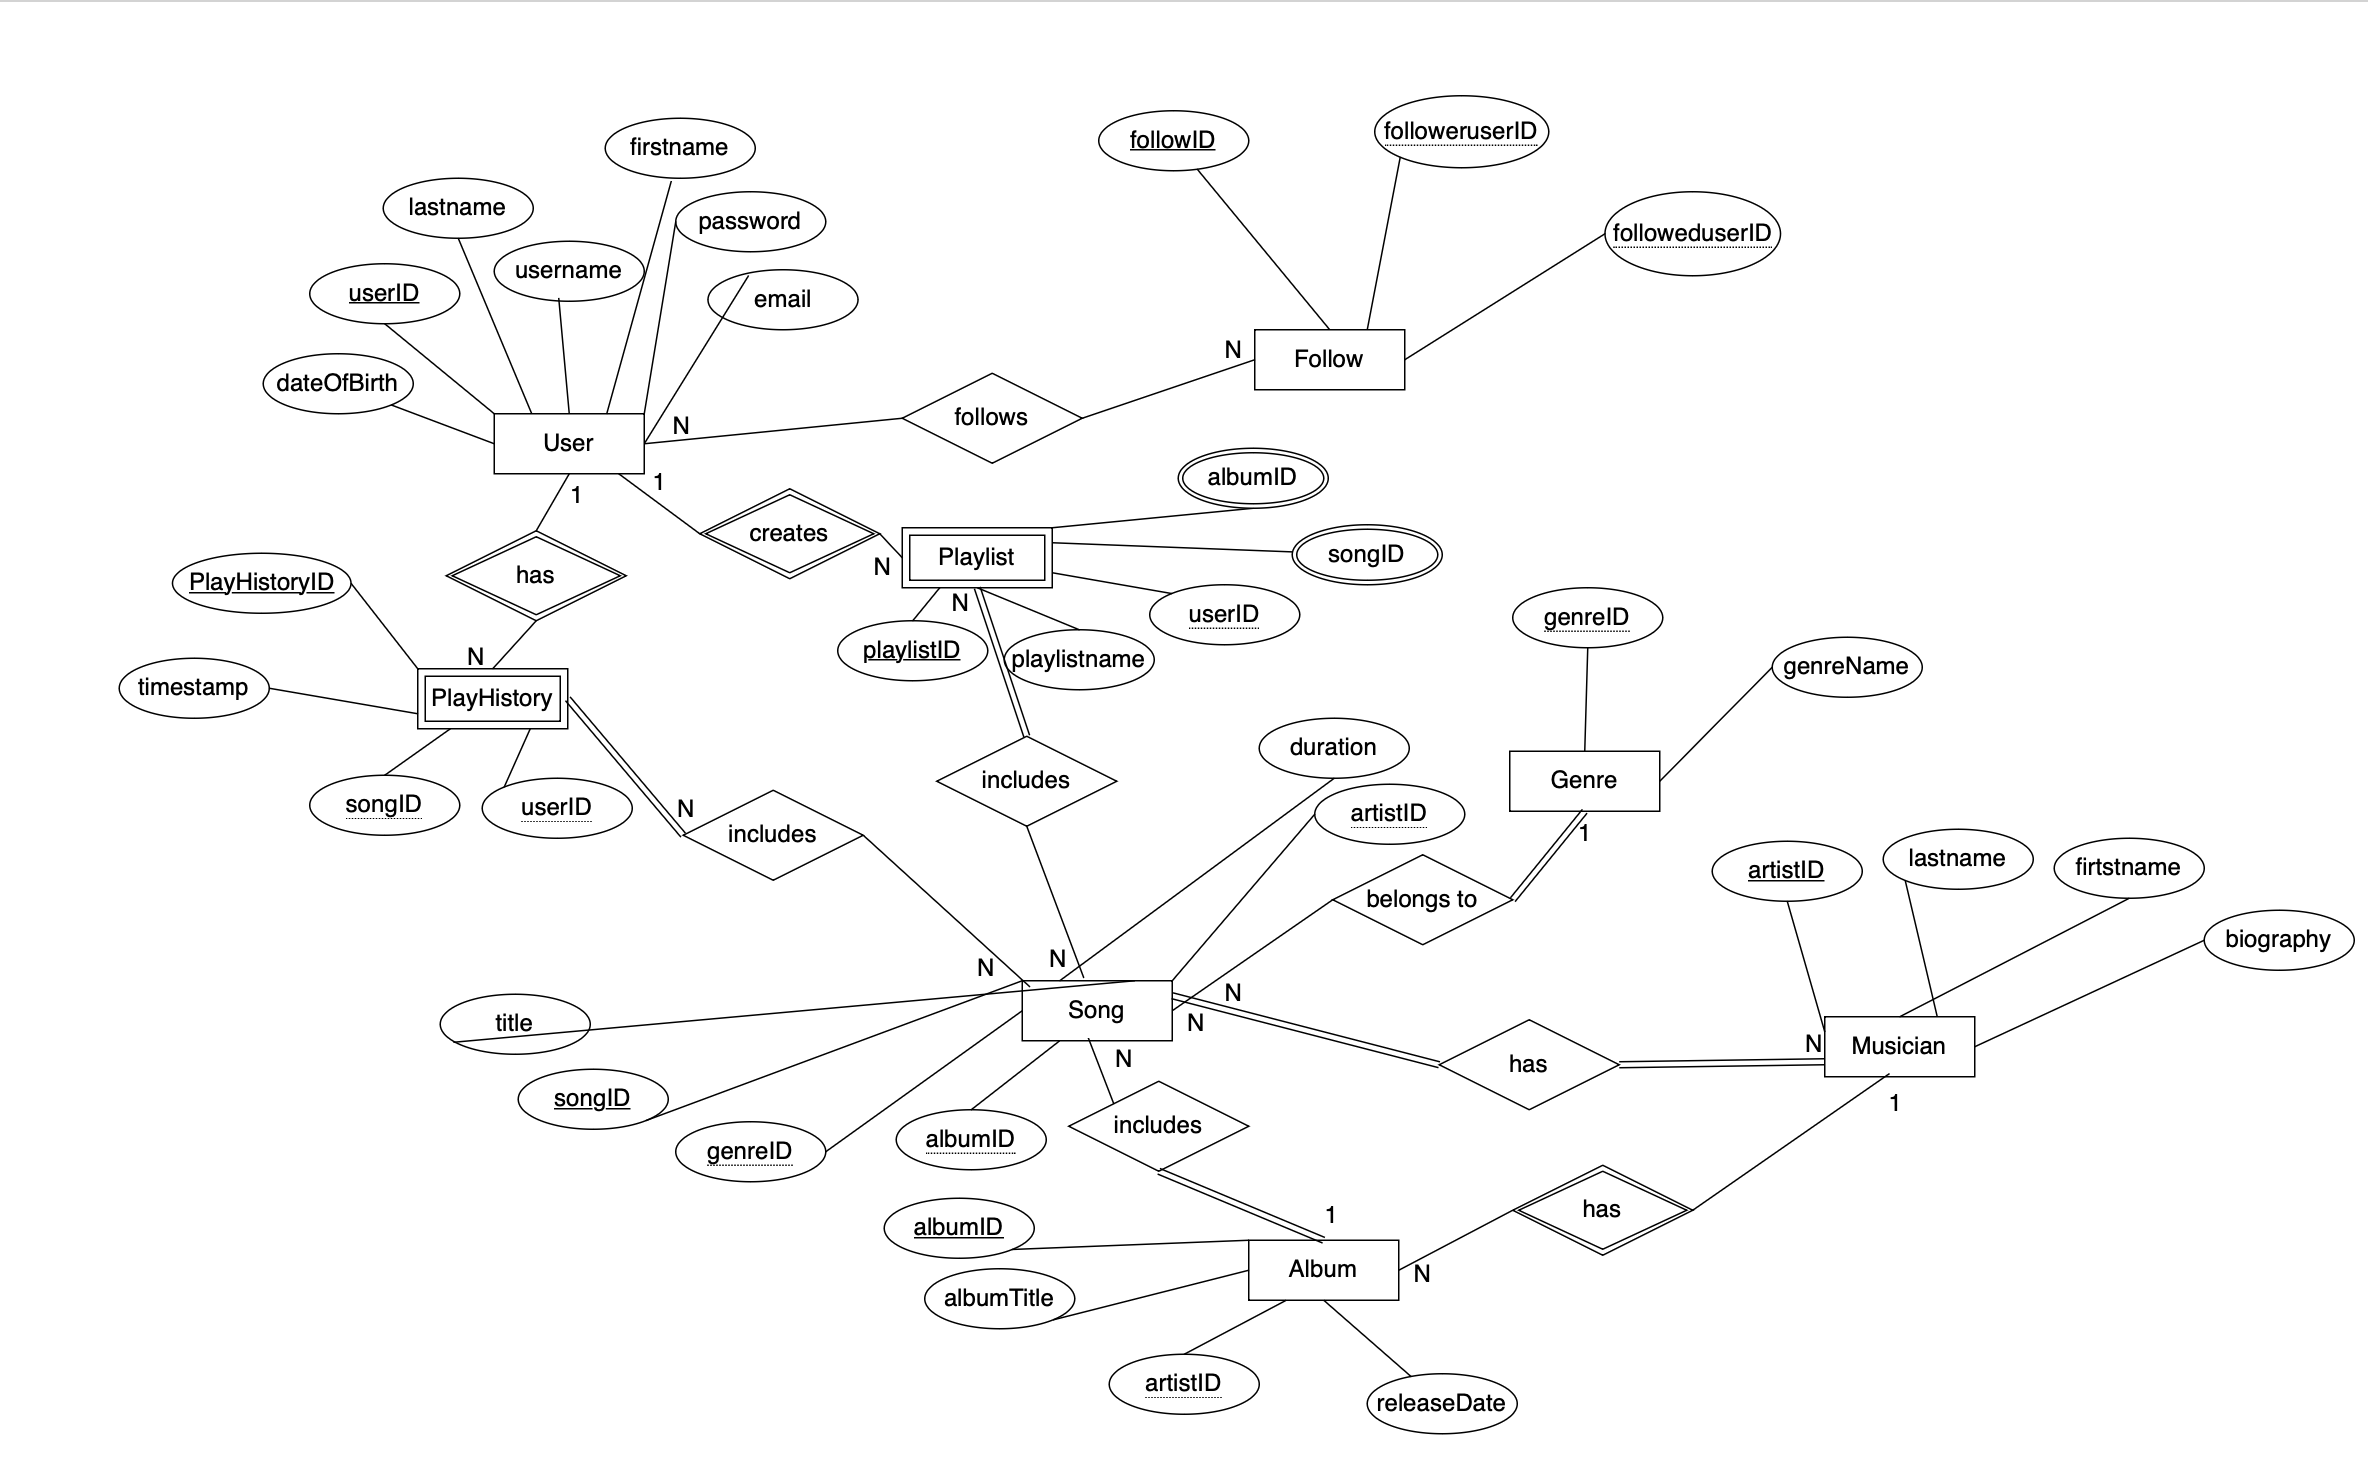 firstname
followID
followeruserID
lastname
password
followeduserID
username
userID
email
dateOfBirth
N
Follow
follows
N
User
1
1
albumID
creates
Playlist
songID
N
has
PlayHistoryID
N
userID
genreID
playlistID
playlistname
N
genreName
timestamp
PlayHistory
duration
includes
Genre
songID
userID
N
includes
artistID
1
belongs to
artistID
lastname
firtstname
biography
N
N
title
Song
N
N
has
N
Musician
songID
N
1
genreID
albumID
includes
albumID
1
has
albumTitle
Album
N
artistID
releaseDate